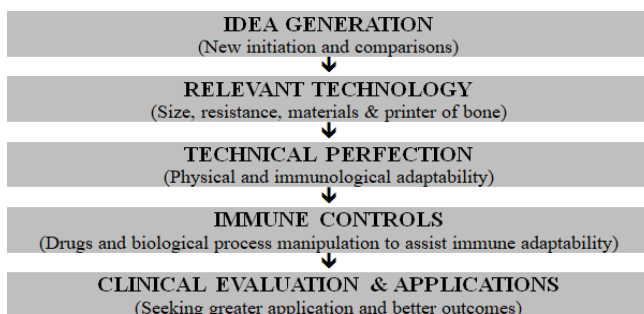 IDEA GENERATION
(New initiation and comparisons)
RELEVANT TECHNOLOGY
(Size, resistance, materials & printer of bone)
TECHNICAL PERFECTION
(Physical and immunological adaptability)
IMMUNE CONTROLS
(Drugs and biological process manipulation to assist immune adaptability)
CLINICAL EVALUATION & APPLICATIONS
(Seeking greater application and better outcomes)